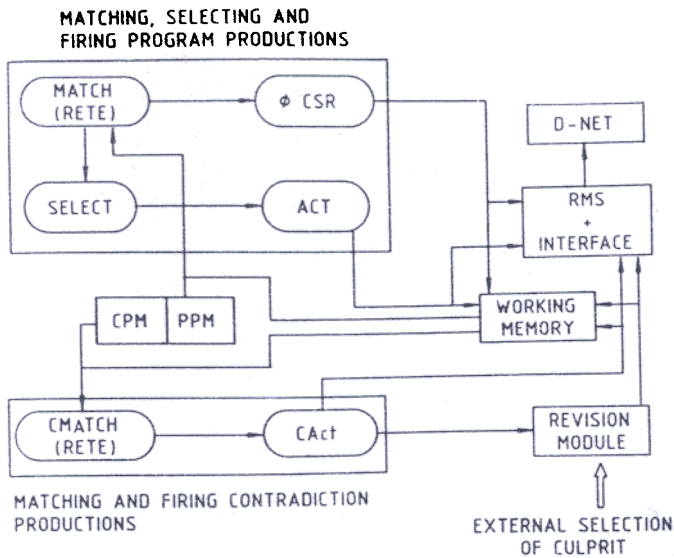 MATCHING, SELECTING AND
FIRING PROGRAM PRODUCTIONS
MATCH
(RETE)
Φ CSR
D-NET
SELECT
ACT
RMS
+
INTERFACE
CPM
PPM
WORKING
MEMORY
CMATCH
(RETE)
CAct
REVISION
MODULE
MATCHING AND FIRING CONTRADICTION
PRODUCTIONS
EXTERNAL SELECTION
OF CULPRIT